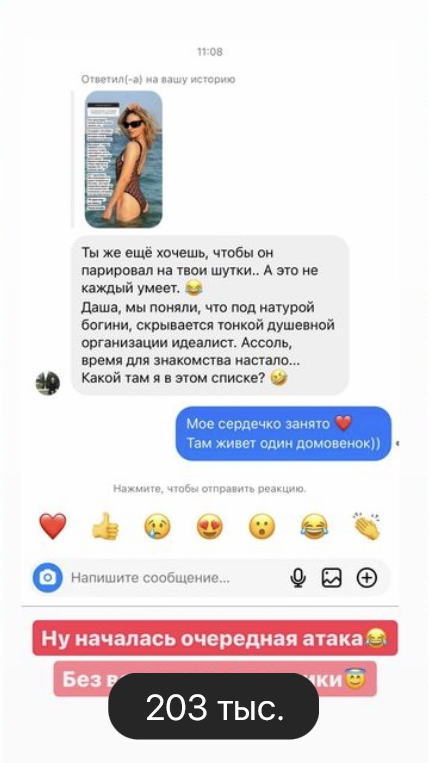 11:08
Ответил(-а) на вашу историю
Ты же ещё хочешь, чтобы он
парировал на твои шутки.. А это не
каждый умеет. 😂
Даша, мы поняли, что под натурой
богини, скрывается тонкой душевной
организации идеалист. Ассоль,
время для знакомства настало...
Какой там я в этом списке? 🤣
Мое сердечко занято ❤️
Там живет один домовенок))
Нажмите, чтобы отправить реакцию.
❤️ 👍 😢 😍 😮 😂 👏
Напишите сообщение...
Ну началась очередная атака😂
Без
203 тыс.